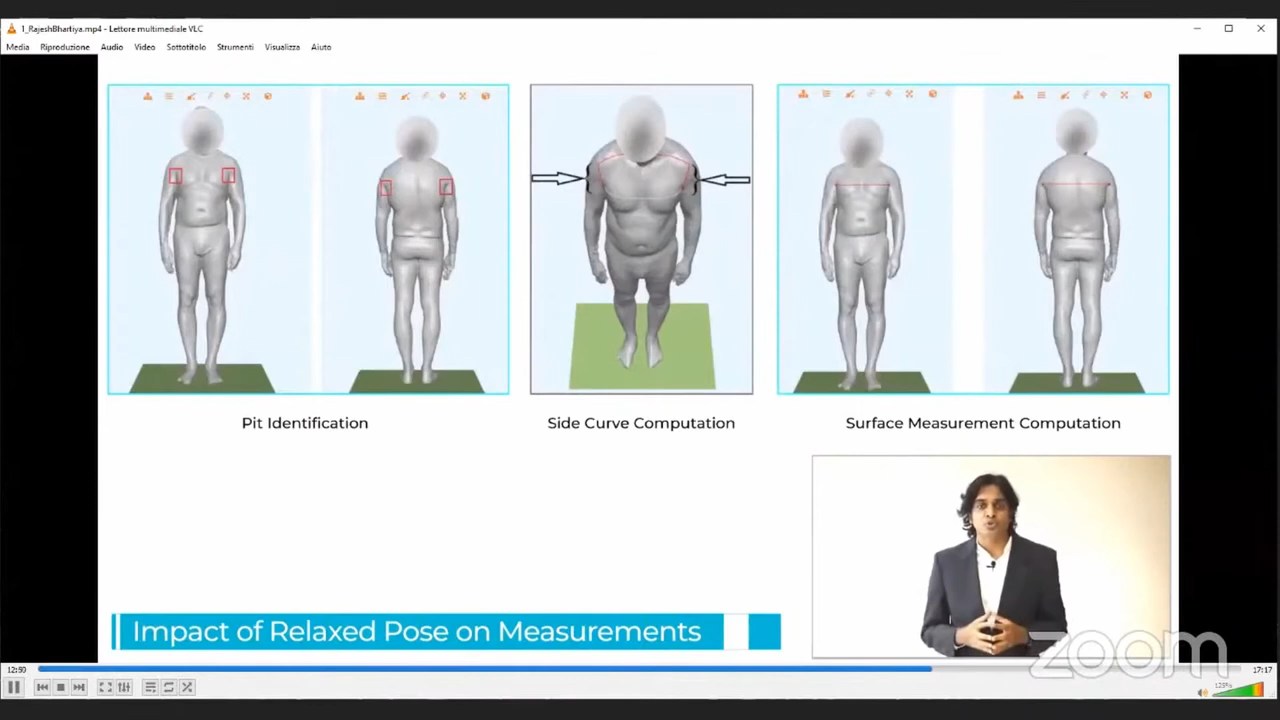 1_RajeshBhartiya.mp4 - Lettore multimediale VLC
Media Riproduzione Audio Video Sottotitolo Strumenti Visualizza Aiuto
Pit Identification
Side Curve Computation
Surface Measurement Computation
Impact of Relaxed Pose on Measurements
zoom
12:50
17:17
125%